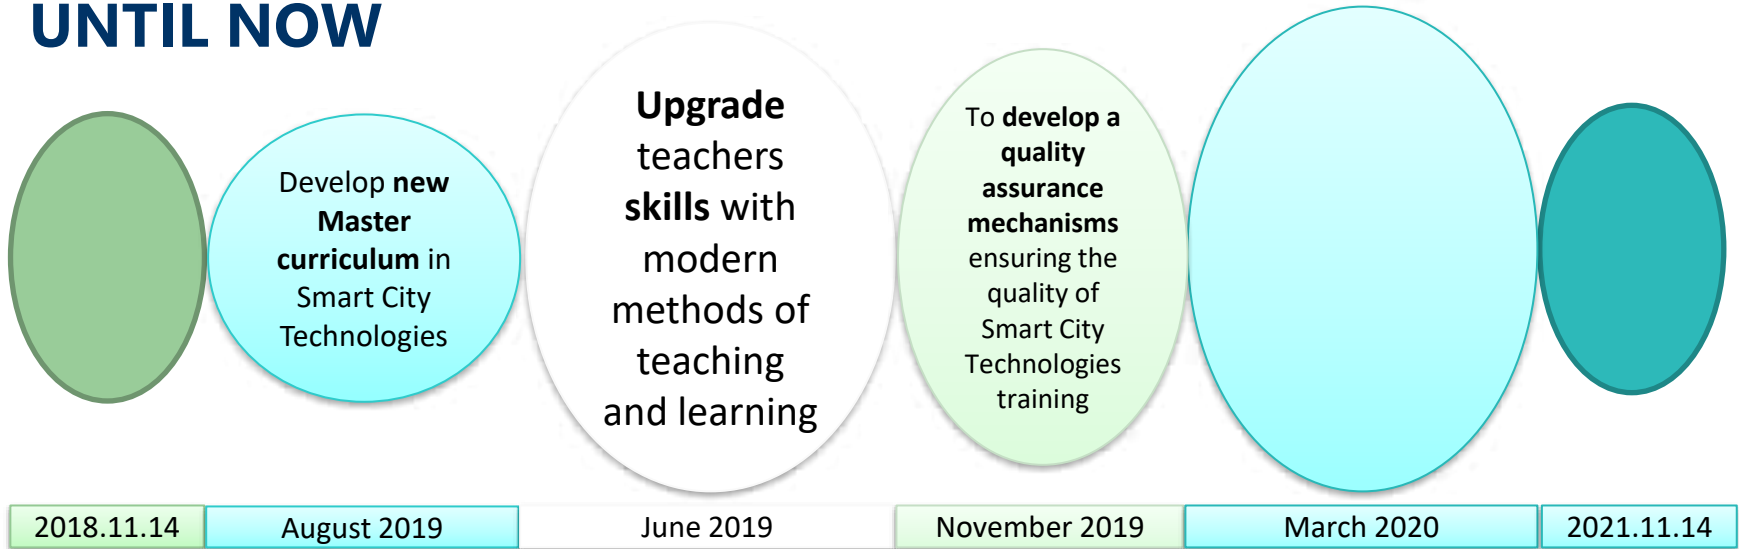 UNTIL NOW
Develop new
Master
curriculum in
Smart City
Technologies
Upgrade
teachers
skills with
modern
methods of
teaching
and learning
To develop a
quality
assurance
mechanisms
ensuring the
quality of
Smart City
Technologies
training
2018.11.14
August 2019
June 2019
November 2019
March 2020
2021.11.14